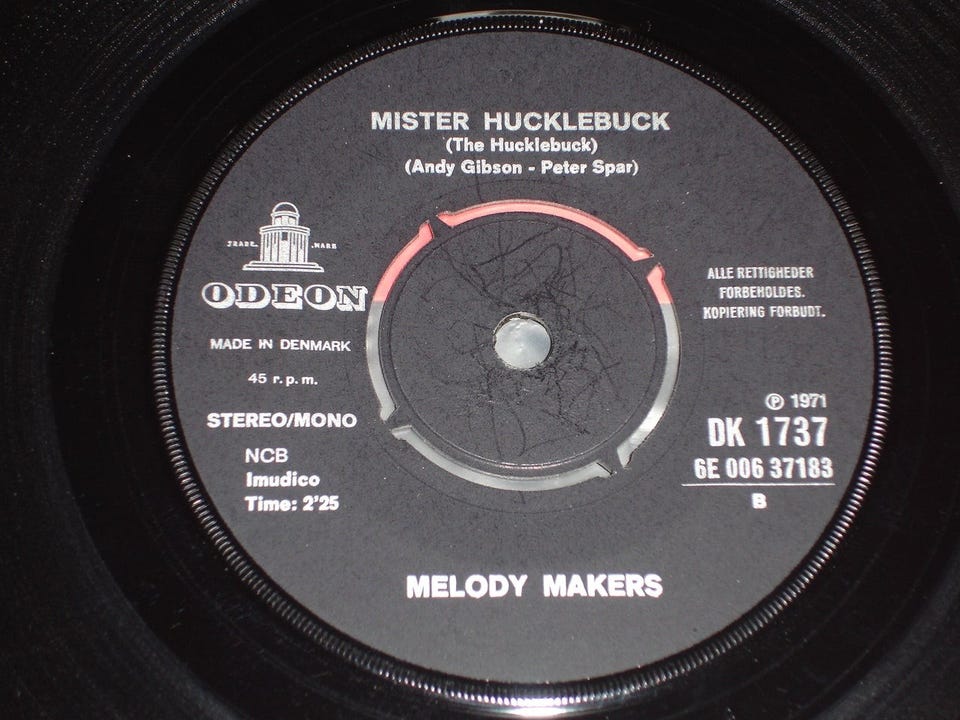 MISTER HUCKLEBUCK
(The Hucklebuck)
(Andy Gibson - Peter Spar)
TRADE MARK
ODEON
MADE IN DENMARK
45 r.p.m.
STEREO/MONO
NCB
Imudico
Time: 2'25
ALLE RETTIGHEDER
FORBEHOLDES.
KOPIERING FORBUDT.
℗ 1971
DK 1737
6E 006 37183
B
MELODY MAKERS